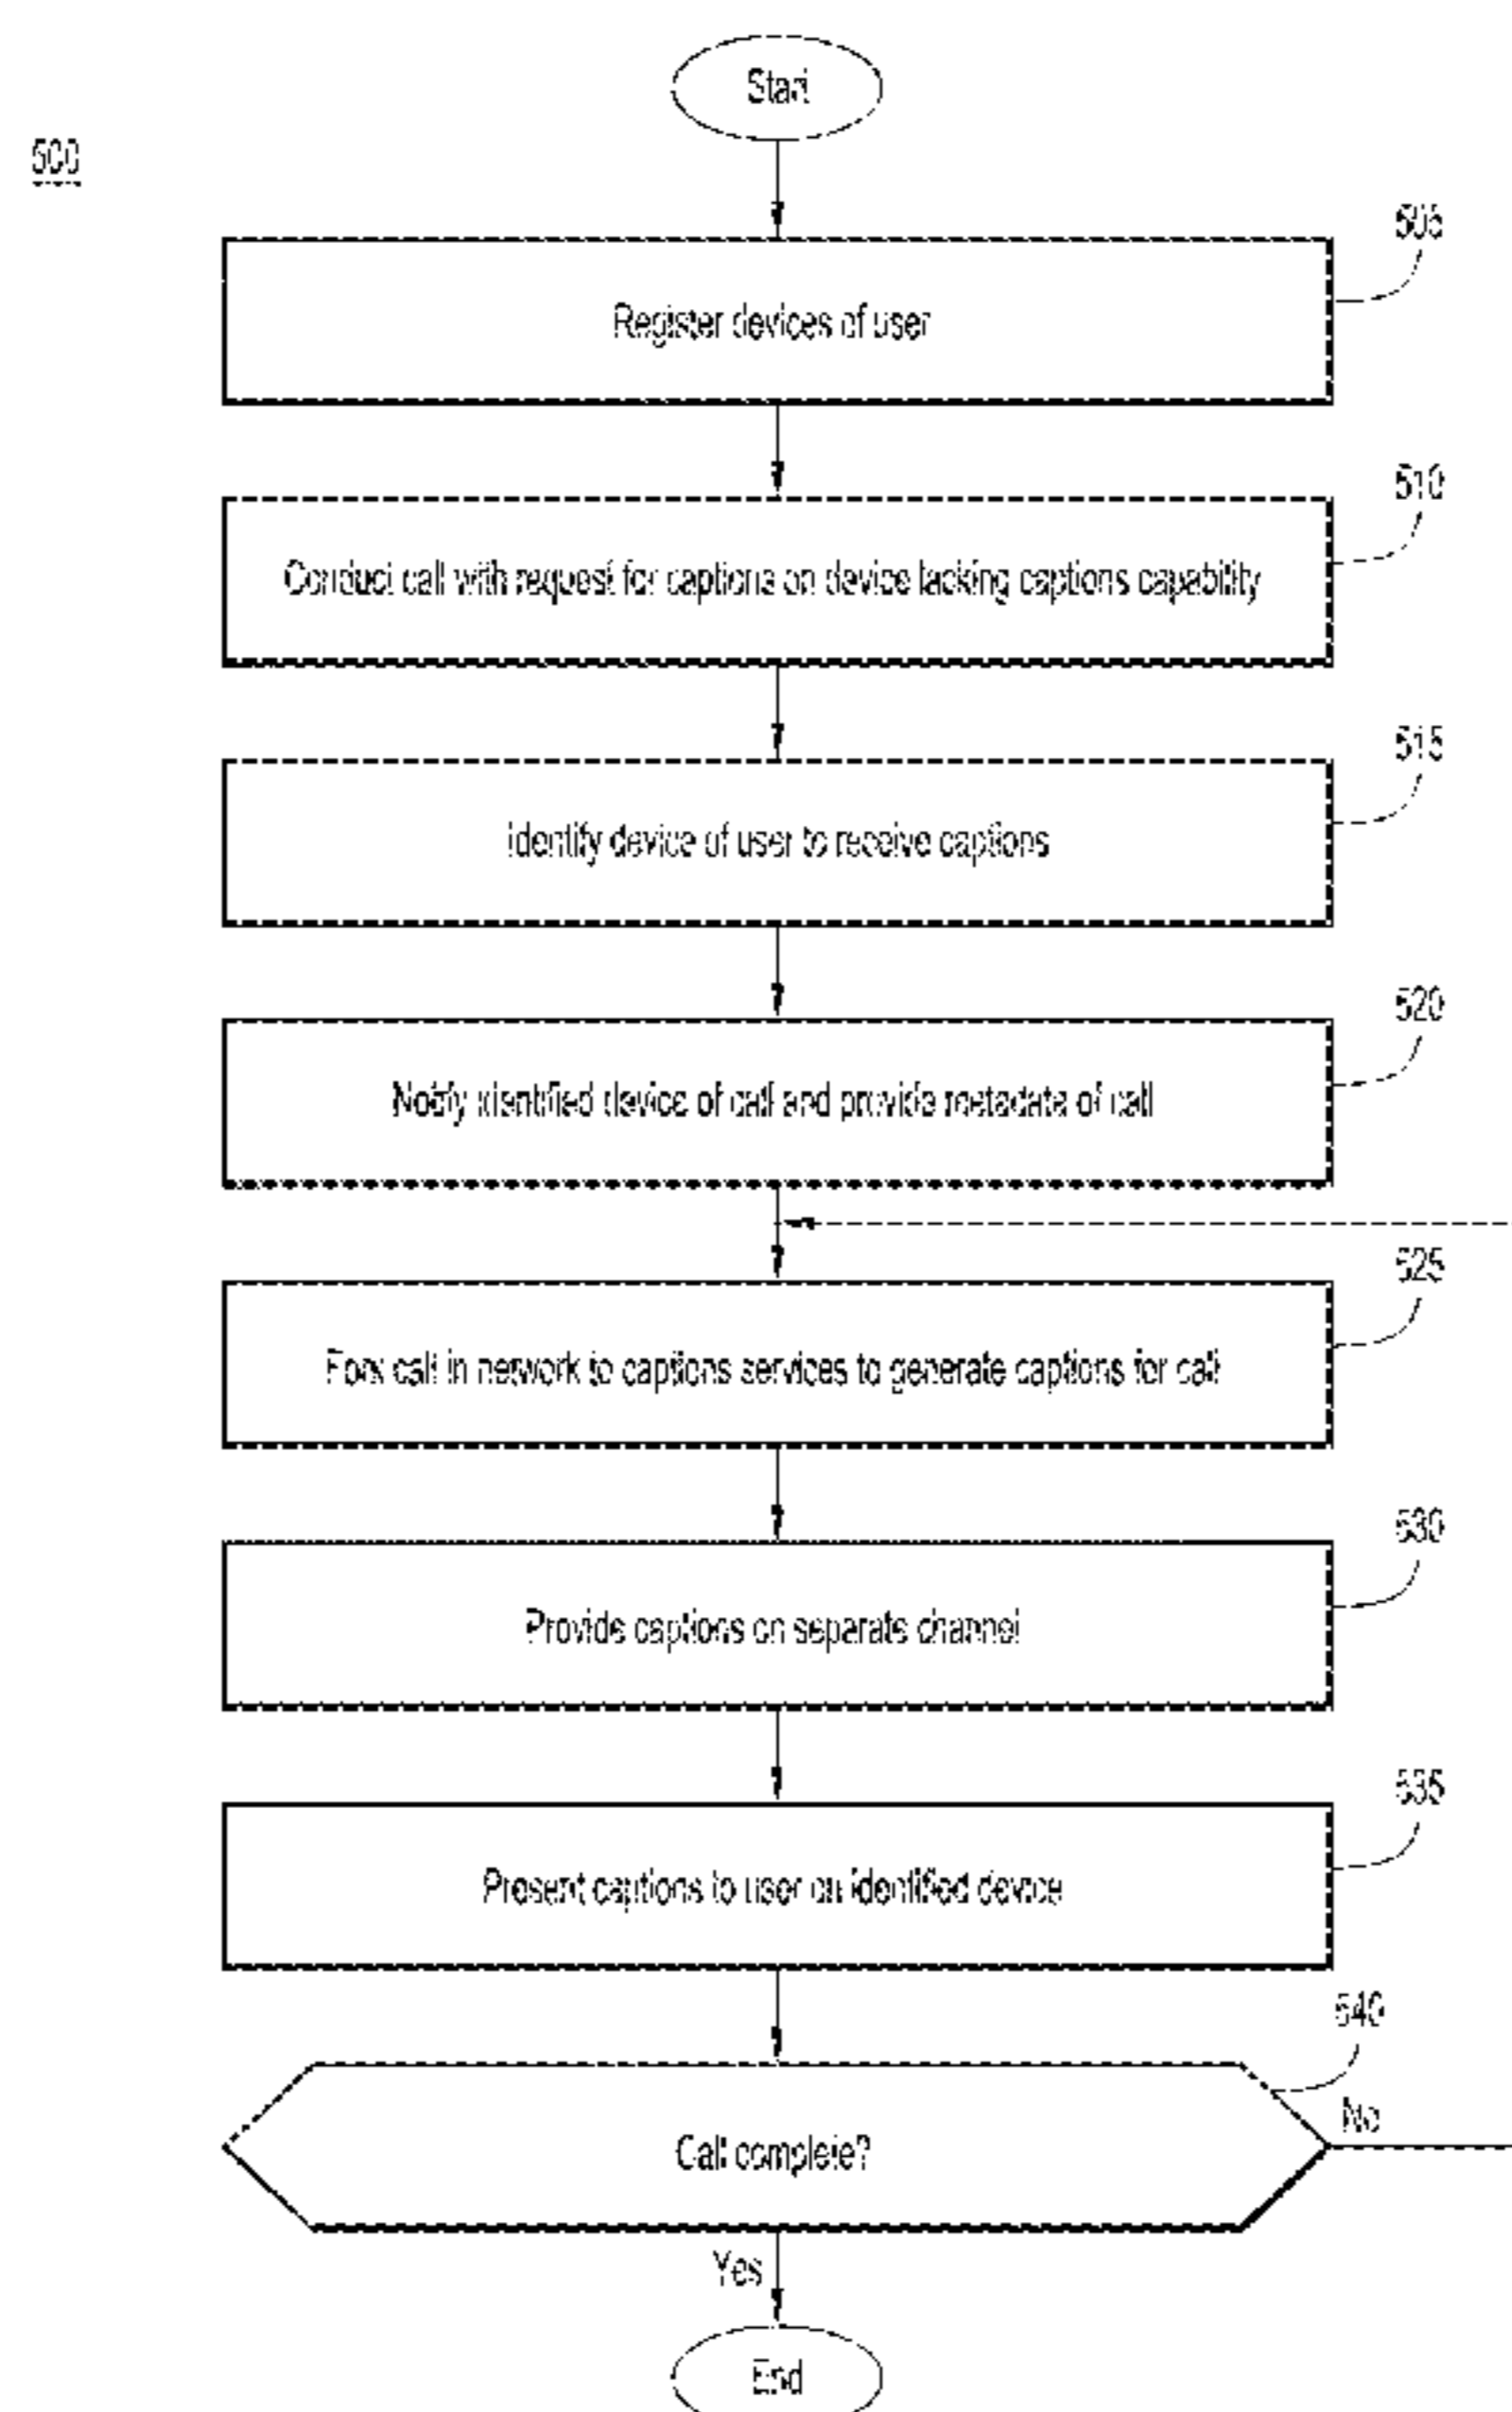 Start
500
505
Register devices of user
510
Conduct call with request for captions on device lacking captions capability
515
Identify device of user to receive captions
520
Notify identified device of call and provide metadata of call
525
Fork call in network to captions services to generate captions for call
530
Provide captions on separate channel
535
Present captions to user on identified device
540
Call complete?
No
Yes
End